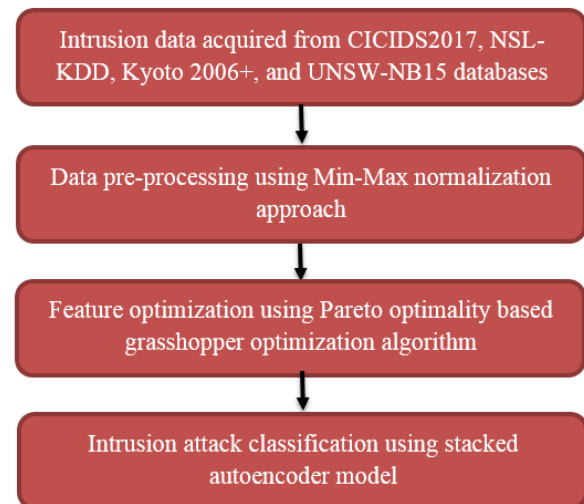 Intrusion data acquired from CICIDS2017, NSL-
KDD, Kyoto 2006+, and UNSW-NB15 databases
Data pre-processing using Min-Max normalization
approach
Feature optimization using Pareto optimality based
grasshopper optimization algorithm
Intrusion attack classification using stacked
autoencoder model